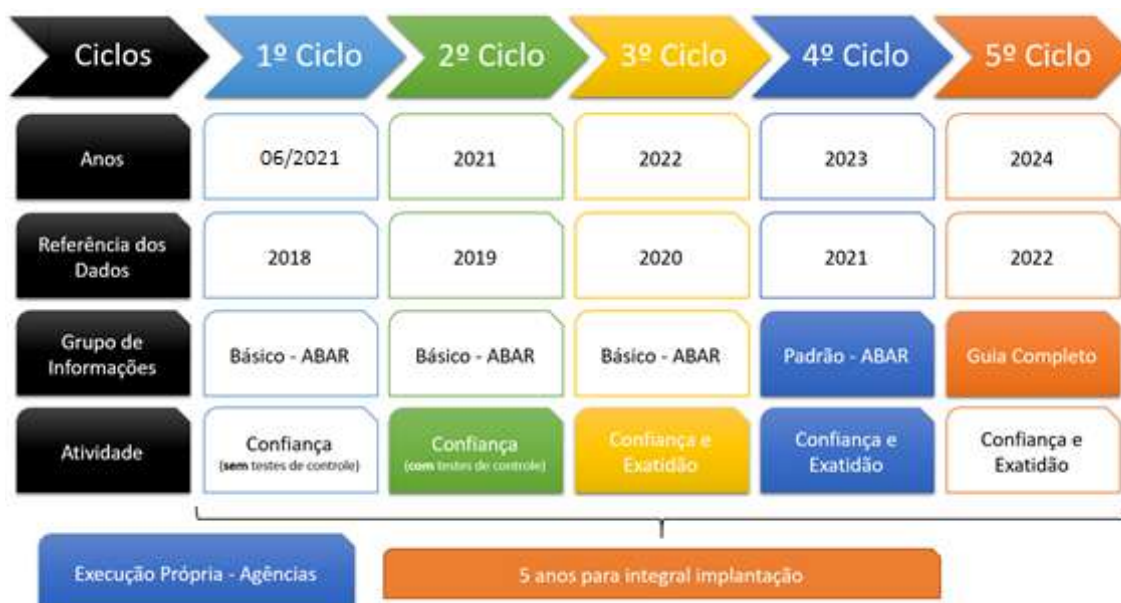 Ciclos
1º Ciclo
2º Ciclo
3º Ciclo
4º Ciclo
5º Ciclo
Anos
06/2021
2021
2022
2023
2024
Referência dos
Dados
2018
2019
2020
2021
2022
Grupo de
Informações
Básico - ABAR
Básico - ABAR
Básico - ABAR
Padrão - ABAR
Guia Completo
Atividade
Confiança
(sem testes de controle)
Confiança
(com testes de controle)
Confiança e
Exatidão
Confiança e
Exatidão
Confiança e
Exatidão
Execução Própria - Agências
5 anos para integral implantação